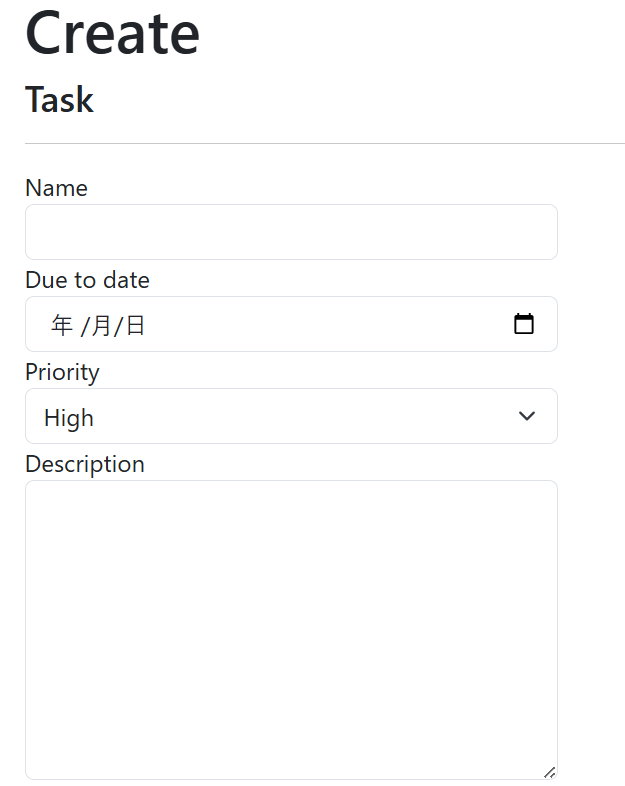 Create
Task
Name
Due to date
年 /月/日
Priority
High
Description